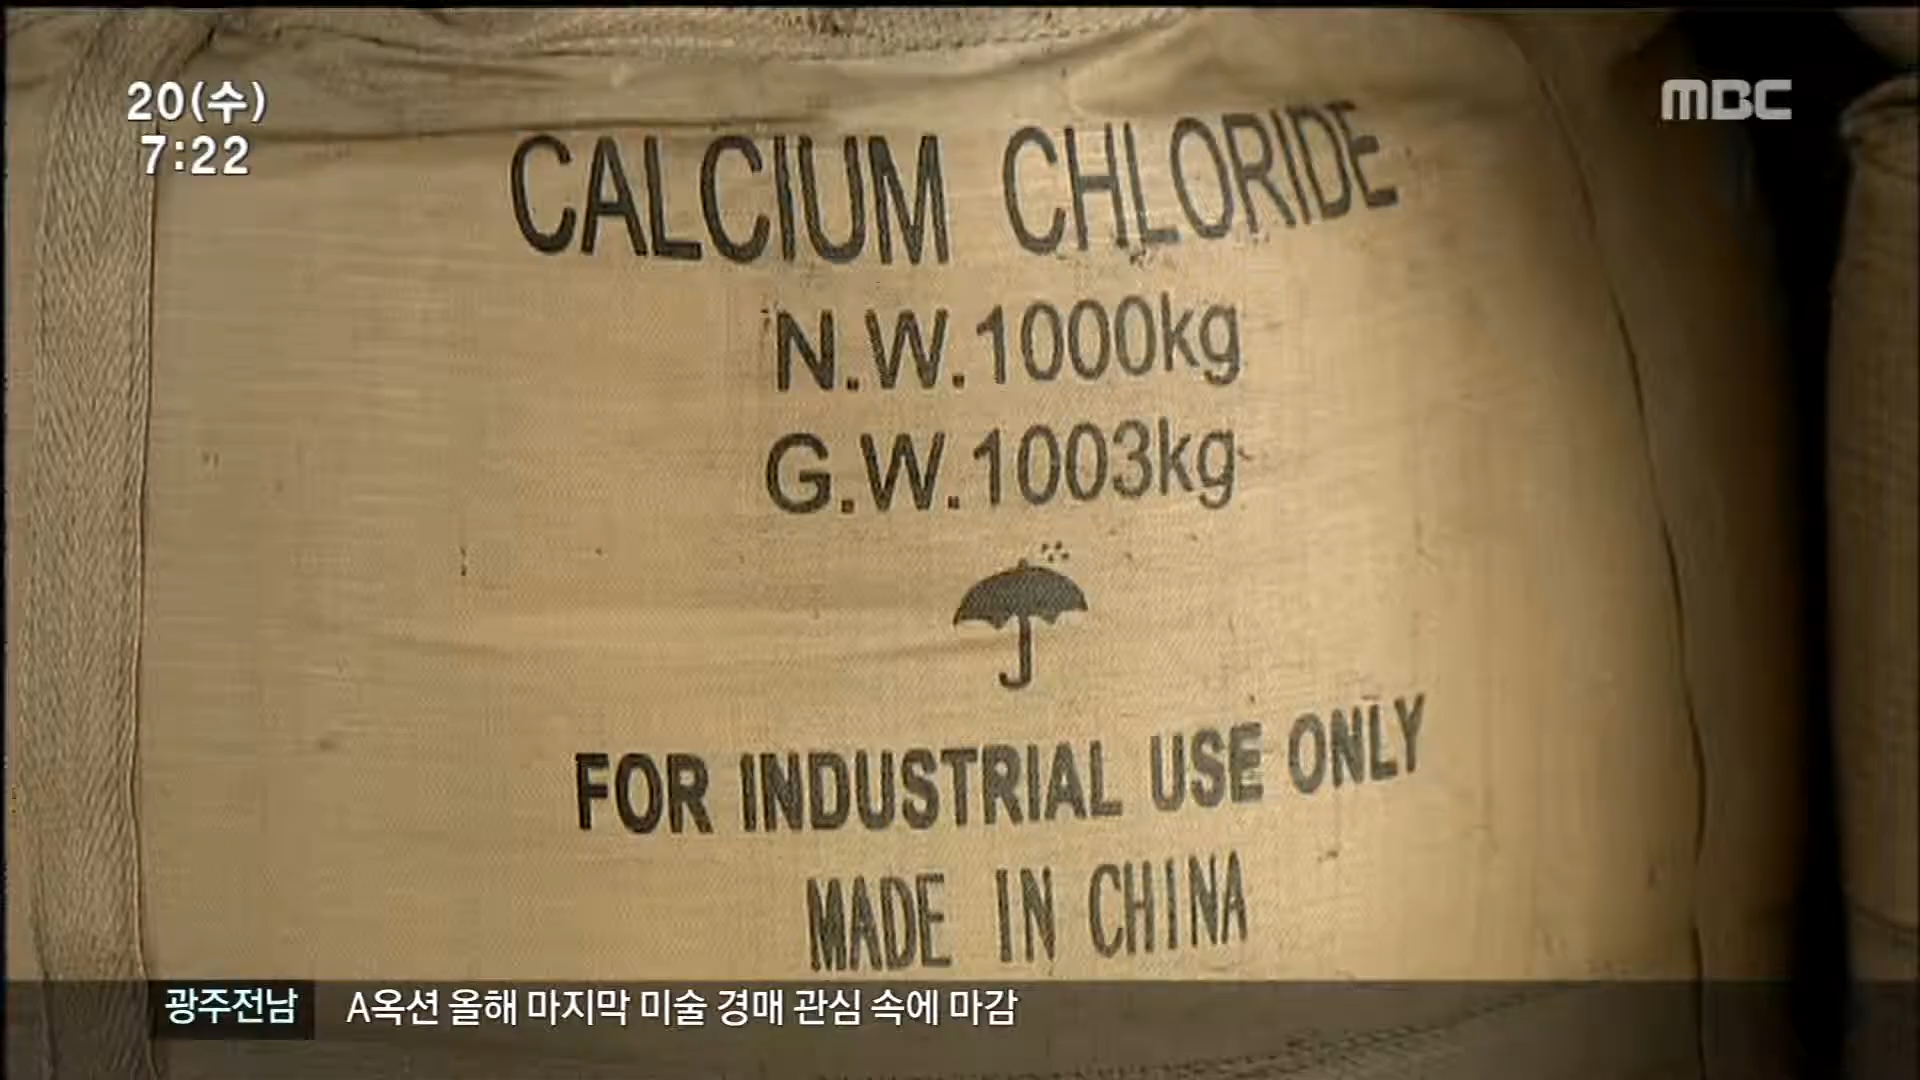 20(수)
7:22
MBC
CALCIUM CHLORIDE
N.W.1000kg
G.W.1003kg
FOR INDUSTRIAL USE ONLY
MADE IN CHINA
광주전남 A옥션 올해 마지막 미술 경매 관심 속에 마감